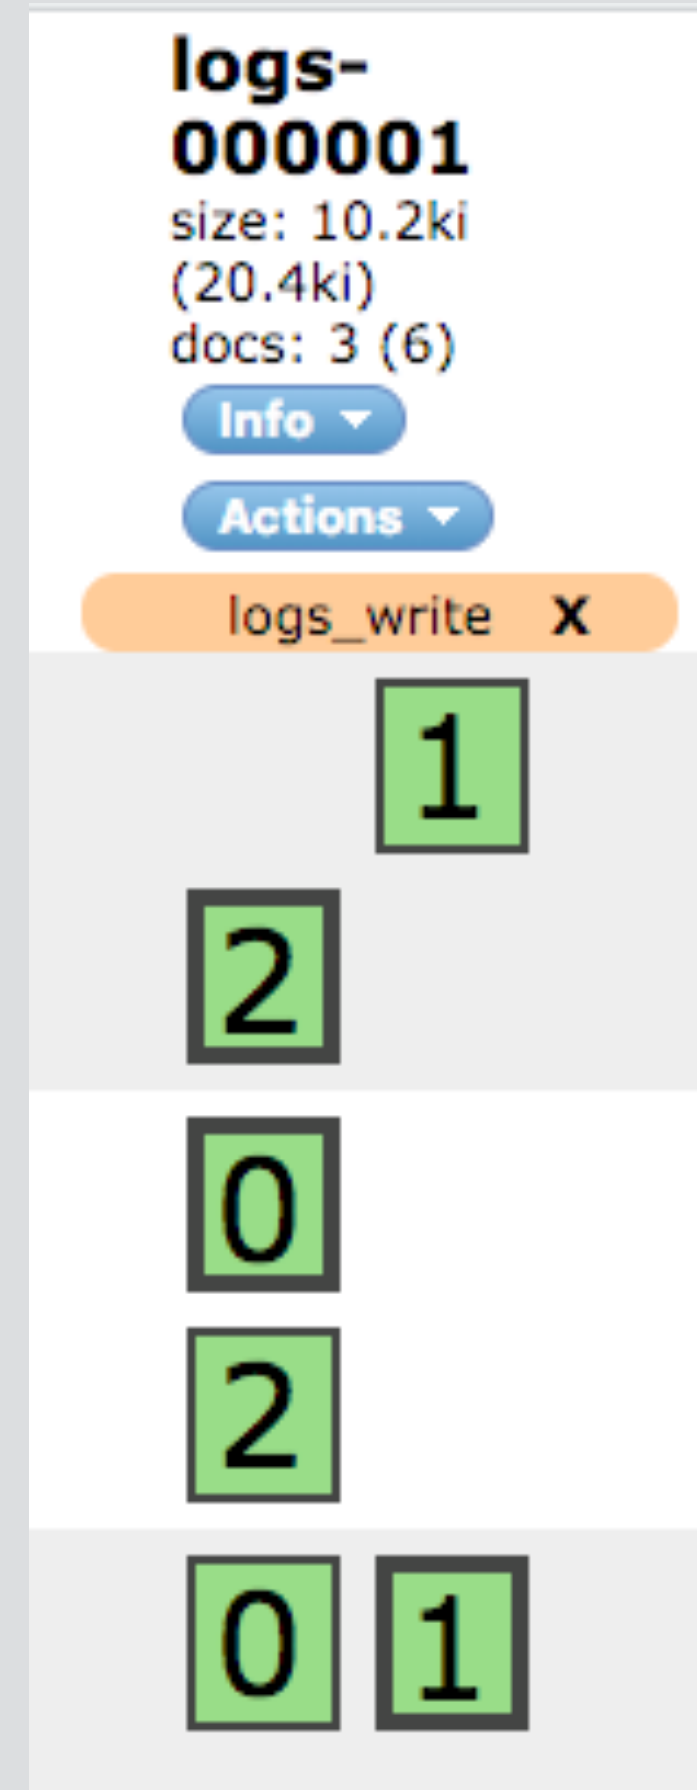 logs-
000001
size: 10.2ki
(20.4ki)
docs: 3 (6)
Info
Actions
logs_write X
1
2
0
2
0 1